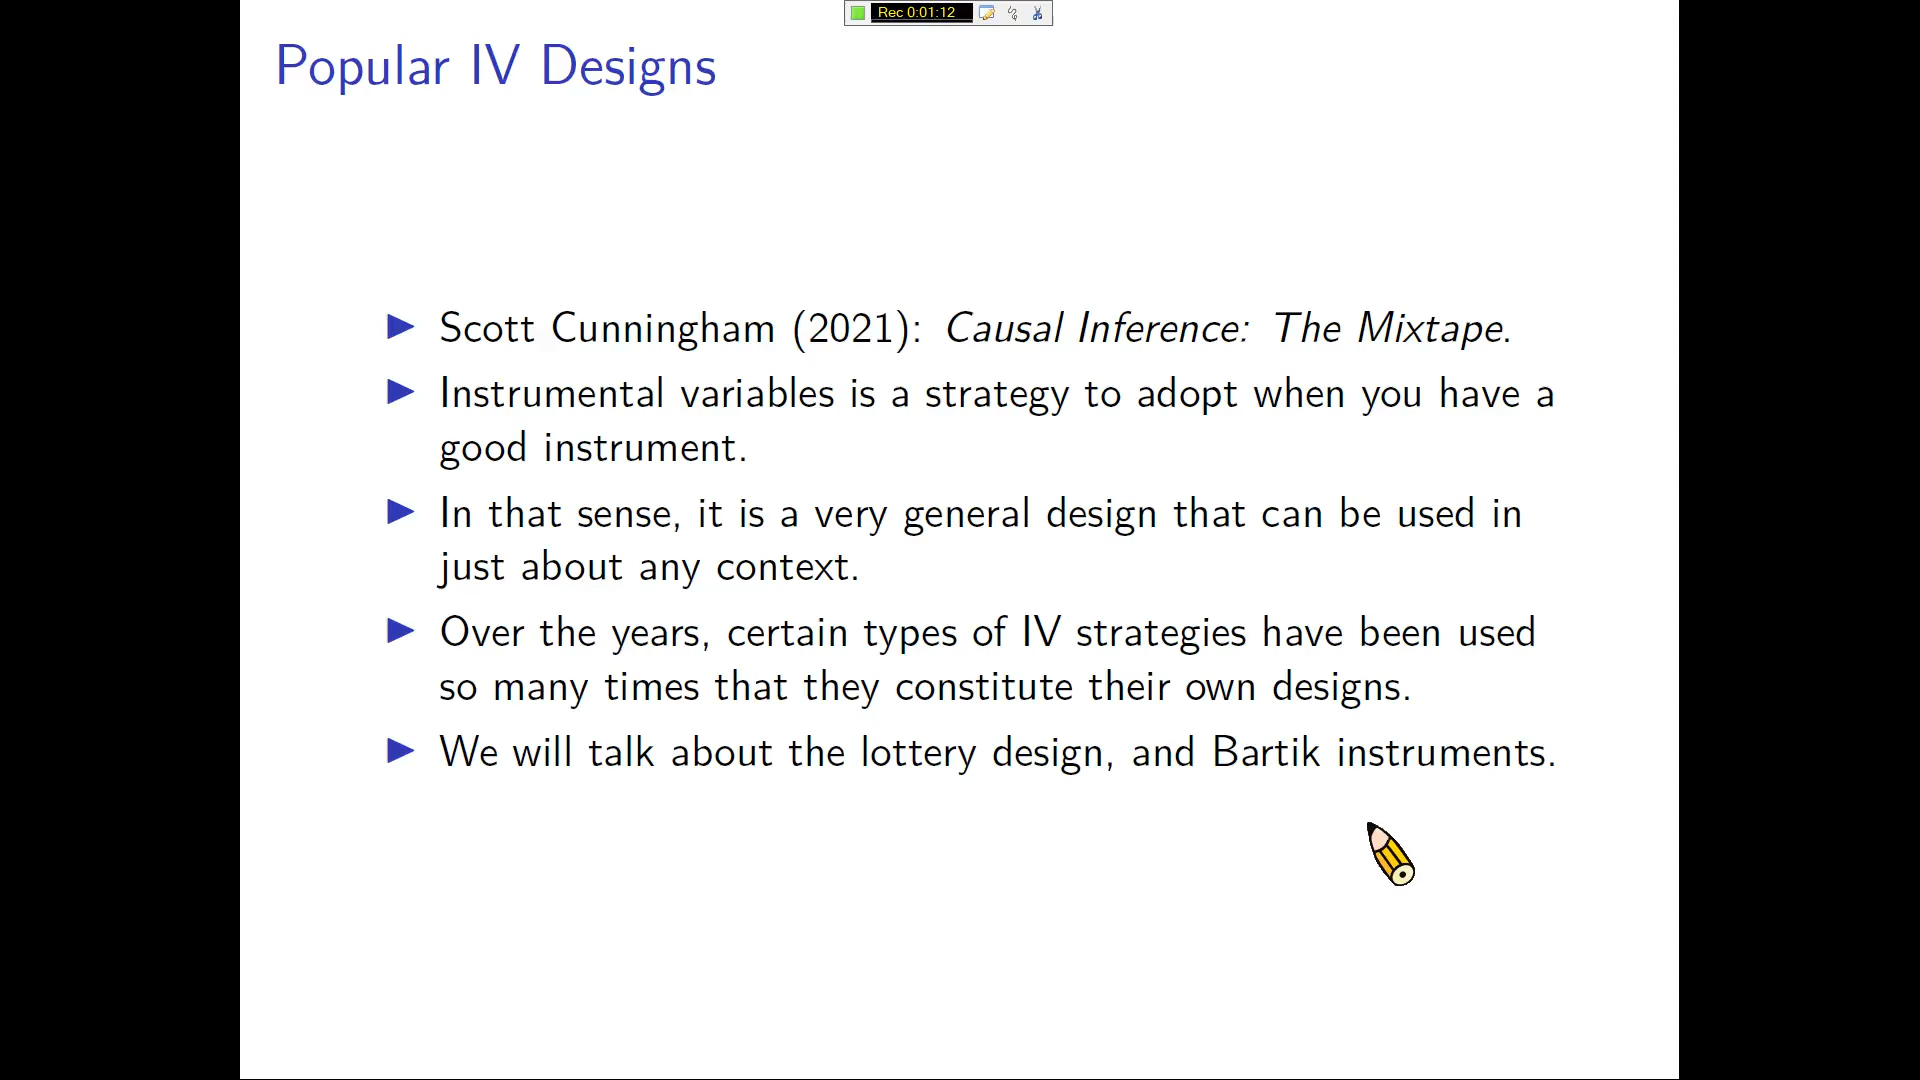 Rec 0:01:12
Popular IV Designs
Scott Cunningham (2021): Causal Inference: The Mixtape.
Instrumental variables is a strategy to adopt when you have a
good instrument.
In that sense, it is a very general design that can be used in
just about any context.
Over the years, certain types of IV strategies have been used
so many times that they constitute their own designs.
We will talk about the lottery design, and Bartik instruments.